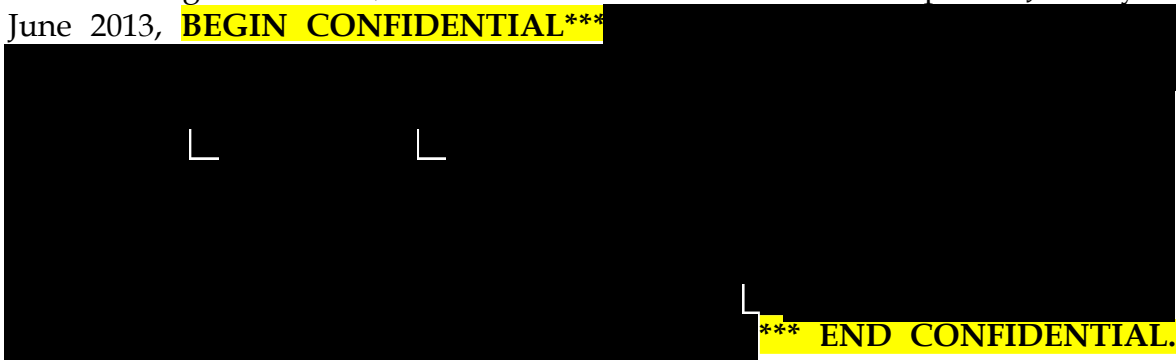 June 2013, BEGIN CONFIDENTIAL***
*** END CONFIDENTIAL.